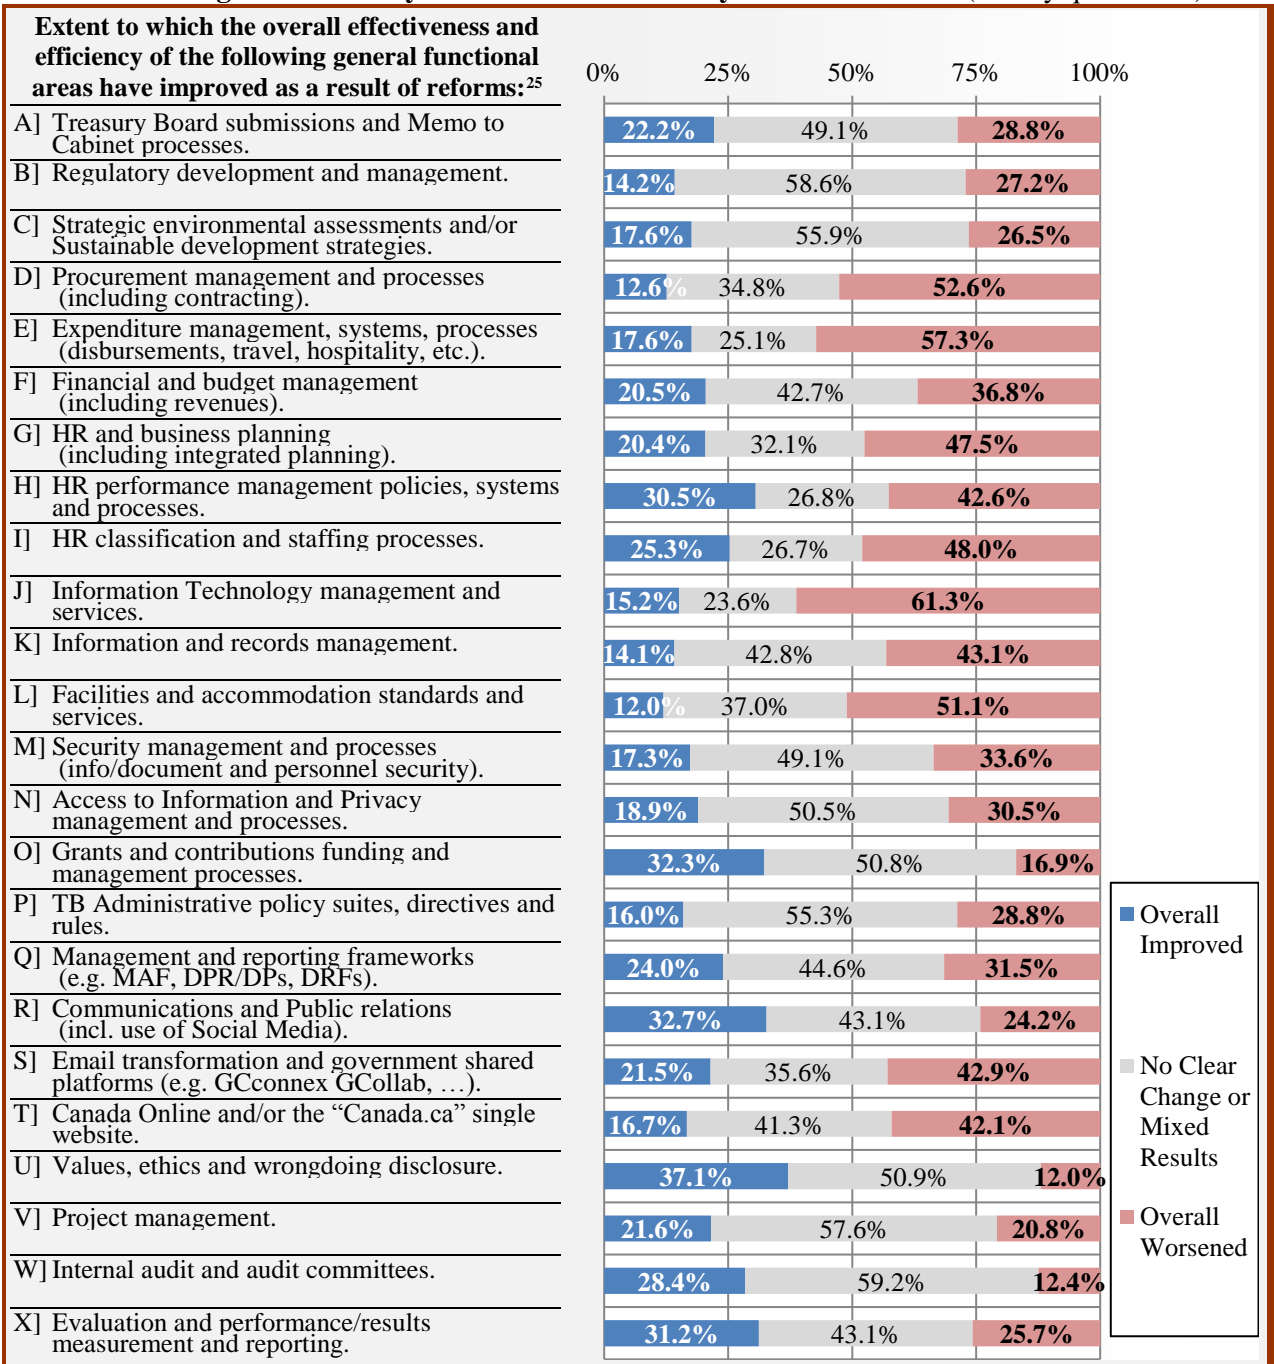 Extent to which the overall effectiveness and
efficiency of the following general functional
areas have improved as a result of reforms:25
0% 25% 50% 75% 100%
A] Treasury Board submissions and Memo to
Cabinet processes.
22.2% 49.1% 28.8%
B] Regulatory development and management.
14.2% 58.6% 27.2%
C] Strategic environmental assessments and/or
Sustainable development strategies.
17.6% 55.9% 26.5%
D] Procurement management and processes
(including contracting).
12.6% 34.8% 52.6%
E] Expenditure management, systems, processes
(disbursements, travel, hospitality, etc.).
17.6% 25.1% 57.3%
F] Financial and budget management
(including revenues).
20.5% 42.7% 36.8%
G] HR and business planning
(including integrated planning).
20.4% 32.1% 47.5%
H] HR performance management policies, systems
and processes.
30.5% 26.8% 42.6%
I] HR classification and staffing processes.
25.3% 26.7% 48.0%
J] Information Technology management and
services.
15.2% 23.6% 61.3%
K] Information and records management.
14.1% 42.8% 43.1%
L] Facilities and accommodation standards and
services.
12.0% 37.0% 51.1%
M] Security management and processes
(info/document and personnel security).
17.3% 49.1% 33.6%
N] Access to Information and Privacy
management and processes.
18.9% 50.5% 30.5%
O] Grants and contributions funding and
management processes.
32.3% 50.8% 16.9%
P] TB Administrative policy suites, directives and
rules.
16.0% 55.3% 28.8%
Q] Management and reporting frameworks
(e.g. MAF, DPR/DPs, DRFs).
24.0% 44.6% 31.5%
R] Communications and Public relations
(incl. use of Social Media).
32.7% 43.1% 24.2%
S] Email transformation and government shared
platforms (e.g. GCconnex GCollab, …).
21.5% 35.6% 42.9%
T] Canada Online and/or the “Canada.ca” single
website.
16.7% 41.3% 42.1%
U] Values, ethics and wrongdoing disclosure.
37.1% 50.9% 12.0%
V] Project management.
21.6% 57.6% 20.8%
W] Internal audit and audit committees.
28.4% 59.2% 12.4%
X] Evaluation and performance/results
measurement and reporting.
31.2% 43.1% 25.7%
Overall
Improved
No Clear
Change or
Mixed
Results
Overall
Worsened